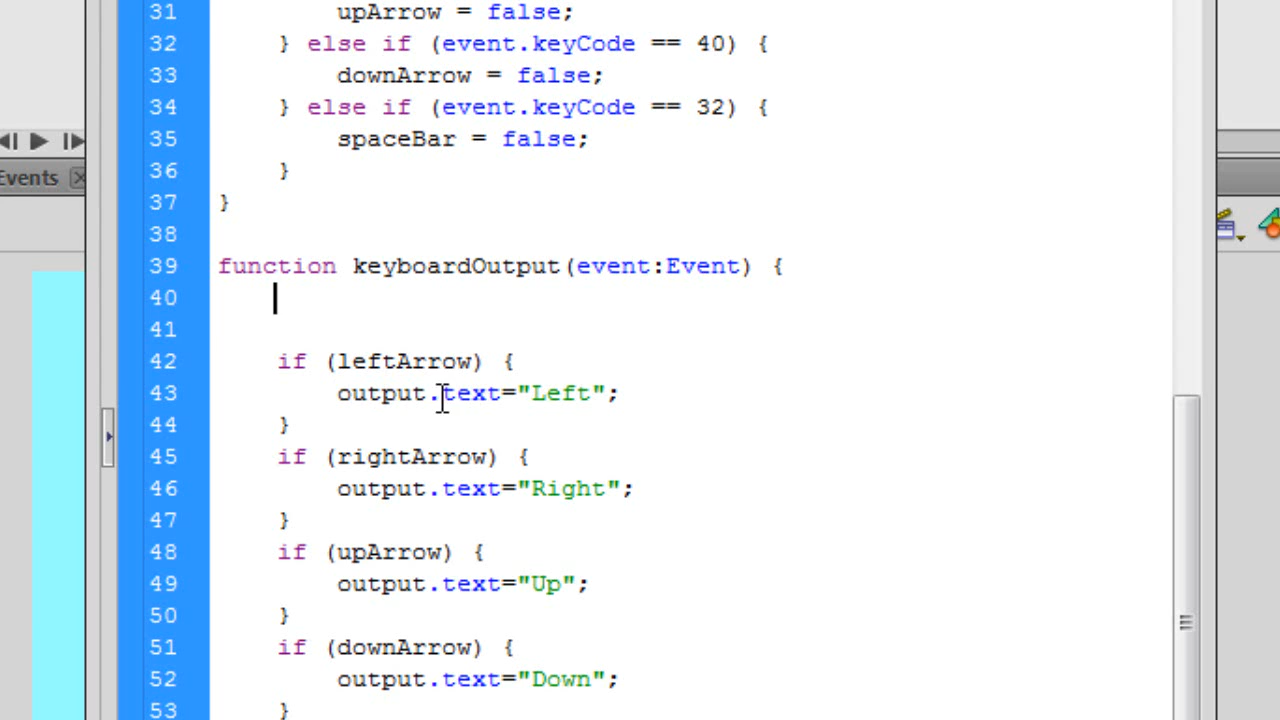 31 upArrow = false;
32 } else if (event.keyCode == 40) {
33 downArrow = false;
34 } else if (event.keyCode == 32) {
35 spaceBar = false;
36 }
Events
37 }
38
39 function keyboardOutput(event:Event) {
40
41
42 if (leftArrow) {
43 output.text="Left";
44 }
45 if (rightArrow) {
46 output.text="Right";
47 }
48 if (upArrow) {
49 output.text="Up";
50 }
51 if (downArrow) {
52 output.text="Down";
53 }